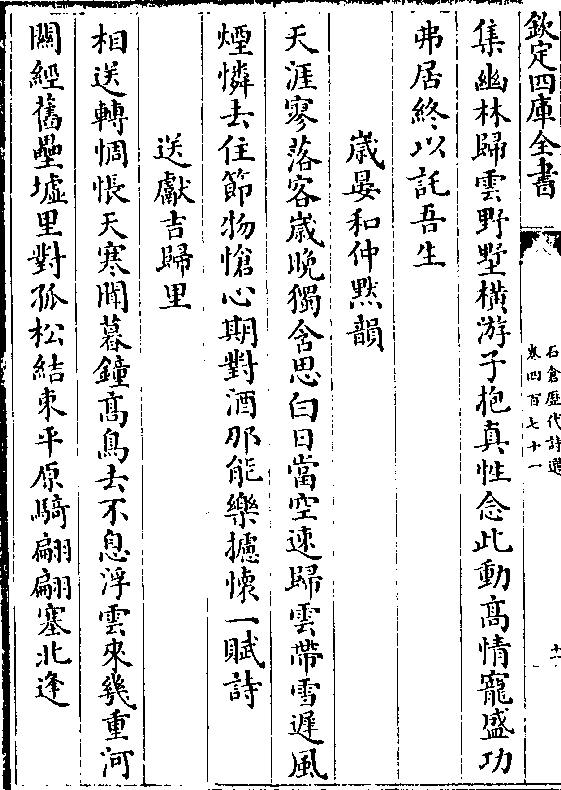 欽定四庫全書
石倉歴代詩選
卷四百七十一
十一
集幽林歸雲野墅橫游子抱真性念此動髙情寵盛功
弗居終以託吾生
歳晏和仲黙韻
天涯寥落客歳晚獨含思白日當空速歸雲帶雪遲風
煙憐去住節物愴心期對酒那能樂攄懐一賦詩
送獻吉歸里
相送轉惆悵天寒聞暮鐘髙鳥去不息浮雲來幾重河
闗經舊壘墟里對孤松結束平原騎翩翩塞北逢